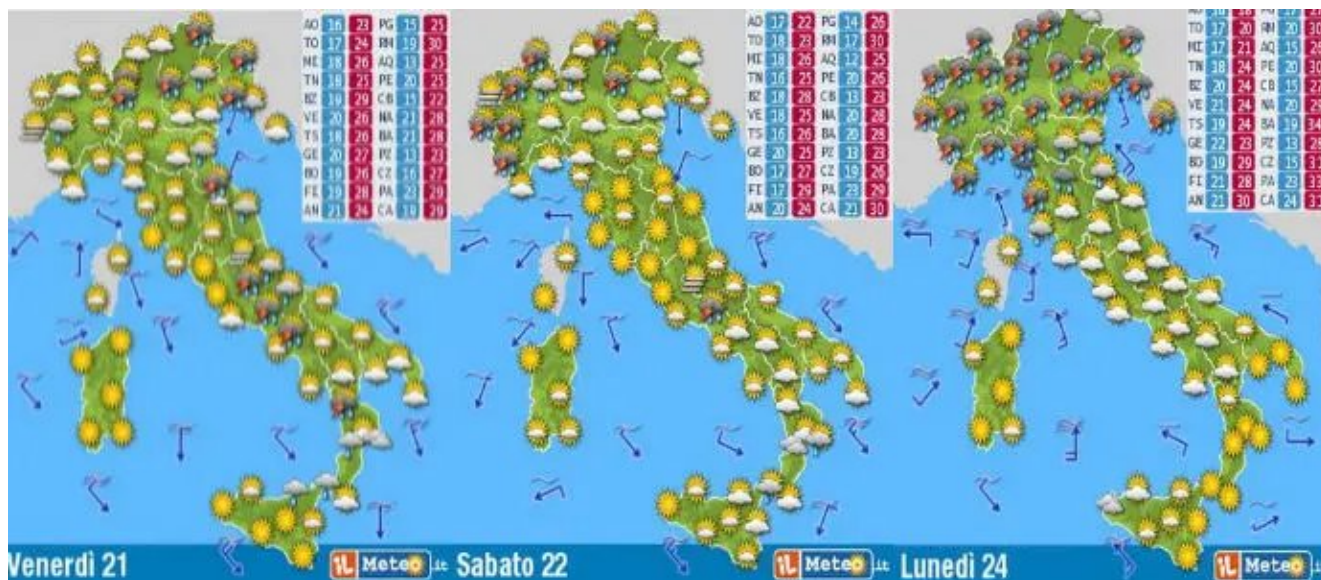 AO 16 23 PG 15 25
TO 17 24 RM 19 30
MI 18 26 AQ 13 25
TN 18 25 PE 20 25
BZ 19 29 CB 15 22
VE 20 26 NA 21 28
TS 18 26 BA 20 28
GE 20 27 PZ 13 23
BO 19 26 CZ 16 27
FI 19 28 PA 23 29
AN 21 24 CA 19 29
Venerdì 21
iL Meteo.it
AO 17 22 PG 14 26
TO 18 23 RM 17 30
MI 18 26 AQ 12 25
TN 16 25 PE 20 26
BZ 18 28 CB 13 23
VE 18 25 NA 20 28
TS 16 26 BA 20 28
GE 20 25 PZ 13 23
BO 17 27 CZ 19 26
FI 17 29 PA 23 29
AN 20 24 CA 21 30
Sabato 22
iL Meteo.it
TO 17 20 RM 20 30
MI 17 21 AQ 15 26
TN 18 24 PE 20 30
BZ 20 24 CB 15 27
VE 21 24 NA 20 29
TS 19 24 BA 19 34
GE 22 23 PZ 13 28
BO 19 29 CZ 15 31
FI 21 28 PA 23 33
AN 21 30 CA 24 31
Lunedì 24
iL Meteo.it